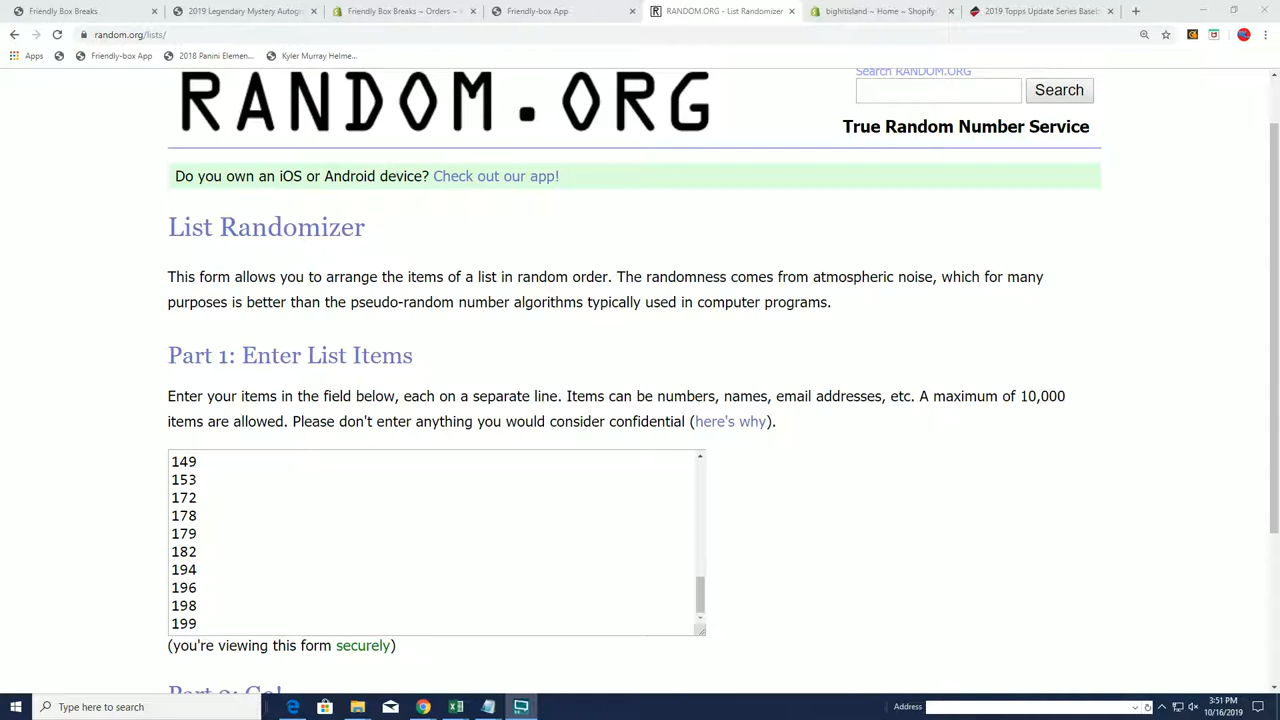 Friendly Box Breaks
2019 Legendary Mystery Autog
Friendly Box Breaks ~ Orders ~
Friendly-box App
RANDOM.ORG - List Randomizer
bighitisland ~ Home ~ Shopify
2019 Topps Update Series Baseb
random.org/lists/
Apps
Friendly-box App
2018 Panini Elemen...
Kyler Murray Helme...
RANDOM.ORG
Search RANDOM.ORG
Search
True Random Number Service
Do you own an iOS or Android device? Check out our app!
List Randomizer
This form allows you to arrange the items of a list in random order. The randomness comes from atmospheric noise, which for many
purposes is better than the pseudo-random number algorithms typically used in computer programs.
Part 1: Enter List Items
Enter your items in the field below, each on a separate line. Items can be numbers, names, email addresses, etc. A maximum of 10,000
items are allowed. Please don't enter anything you would consider confidential (here's why).
149
153
172
178
179
182
194
196
198
199
(you're viewing this form securely)
Part 2: Go!
Type here to search
Address
3:51 PM
10/16/2019